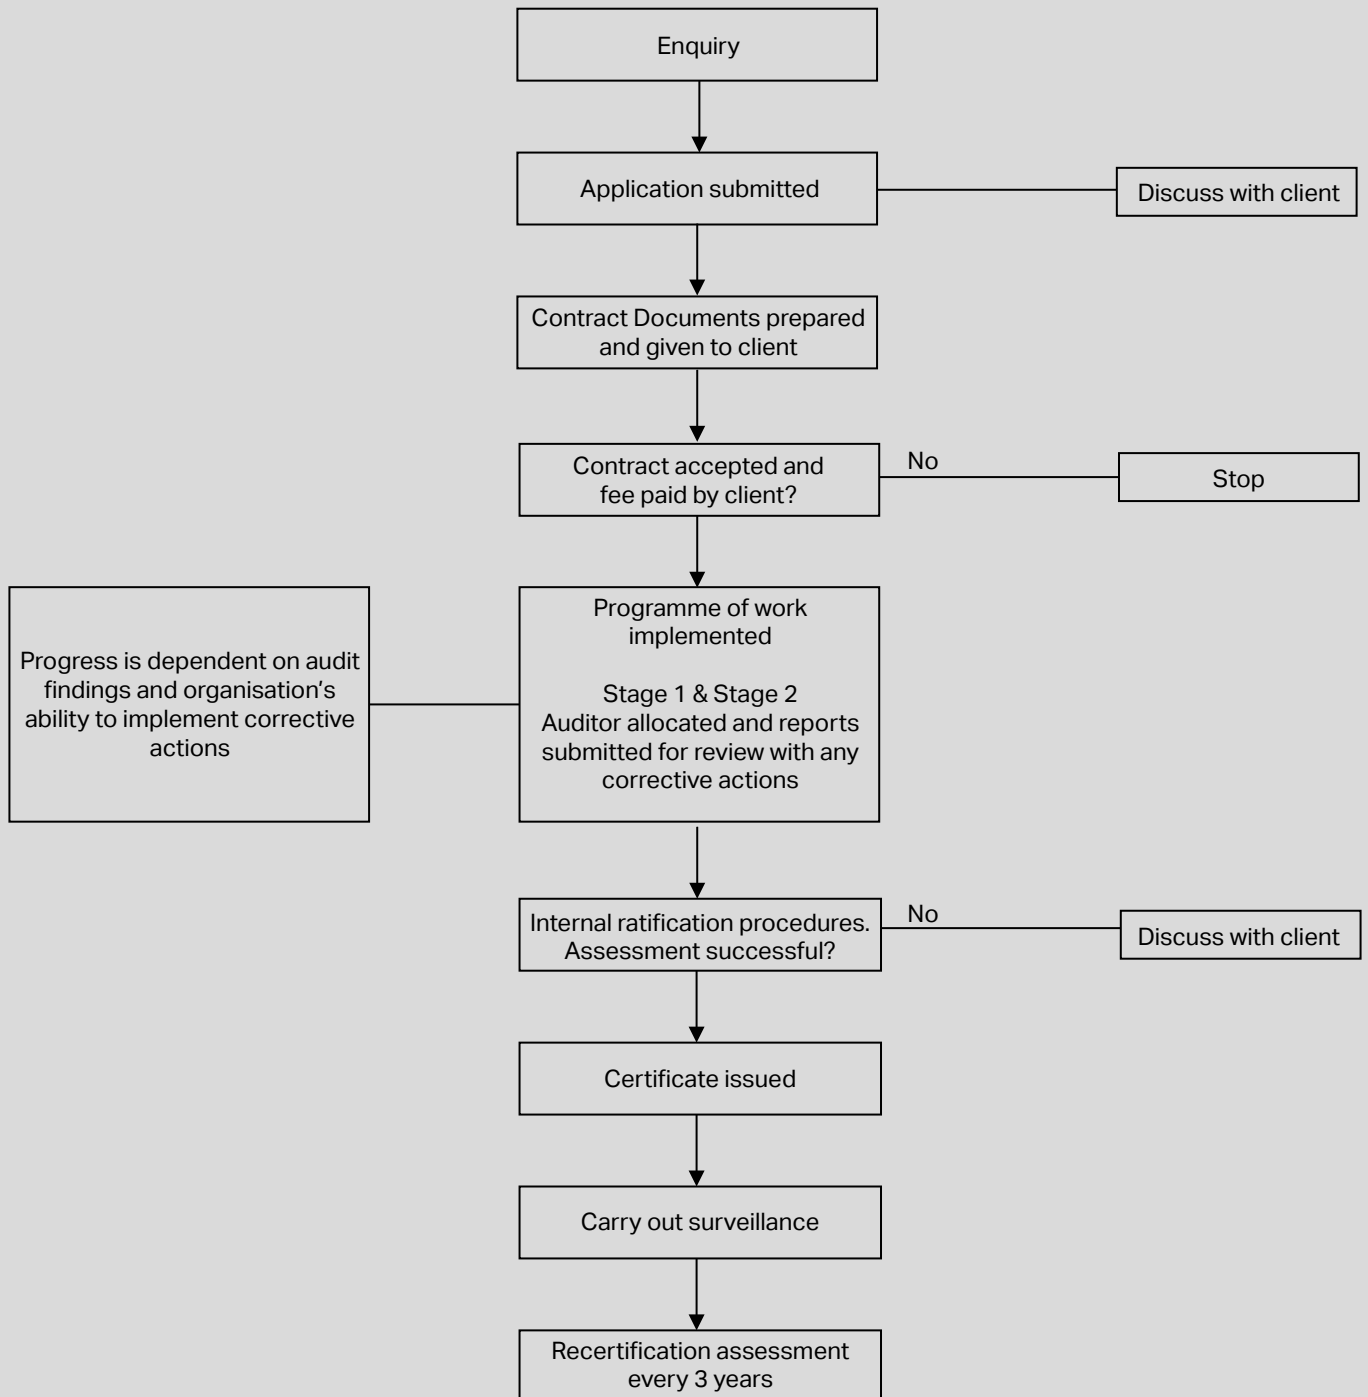 Enquiry
Application submitted
Discuss with client
Contract Documents prepared
and given to client
Contract accepted and
fee paid by client?
No
Stop
Progress is dependent on audit
findings and organisation's
ability to implement corrective
actions
Programme of work
implemented
Stage 1 & Stage 2
Auditor allocated and reports
submitted for review with any
corrective actions
Internal ratification procedures.
Assessment successful?
No
Discuss with client
Certificate issued
Carry out surveillance
Recertification assessment
every 3 years